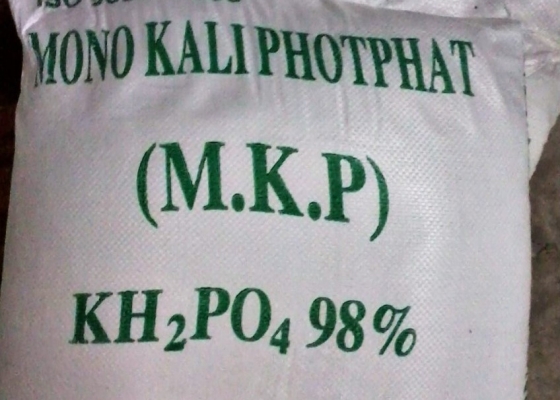 MONO KALI PHOTPHAT
(M.K.P)
KH₂PO₄ 98%